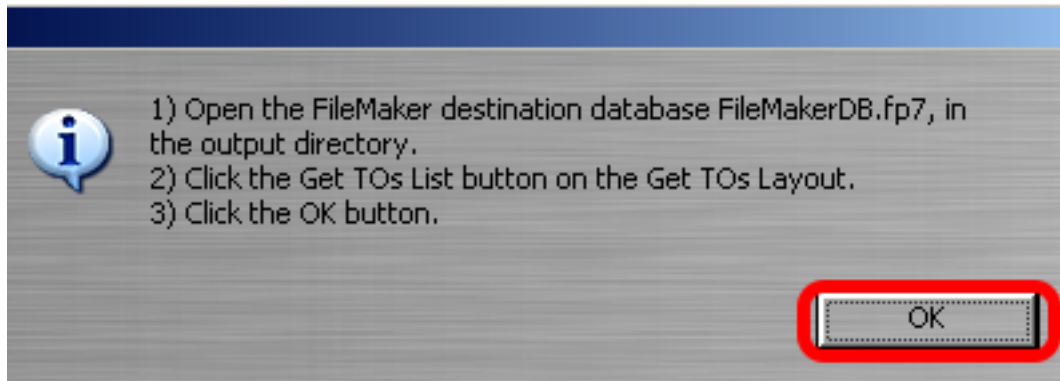 1) Open the FileMaker destination database FileMakerDB.fp7, in
the output directory.
2) Click the Get TOs List button on the Get TOs Layout.
3) Click the OK button.
OK